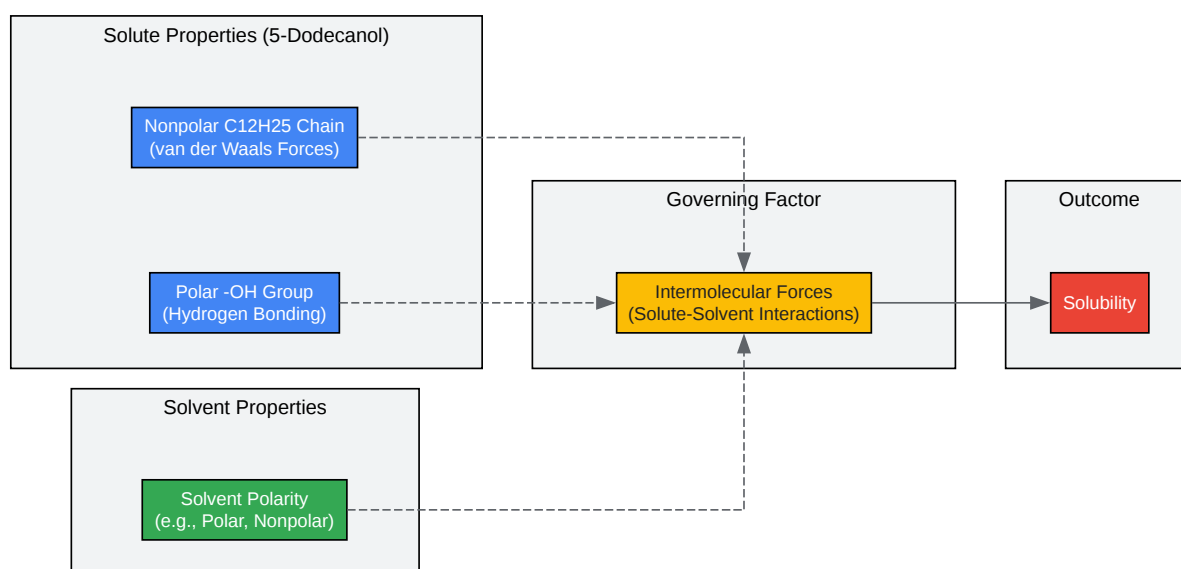 Solute Properties (5-Dodecanol)
Nonpolar C12H25 Chain
(van der Waals Forces)
Polar -OH Group
(Hydrogen Bonding)
Solvent Properties
Solvent Polarity
(e.g., Polar, Nonpolar)
Governing Factor
Intermolecular Forces
(Solute-Solvent Interactions)
Outcome
Solubility